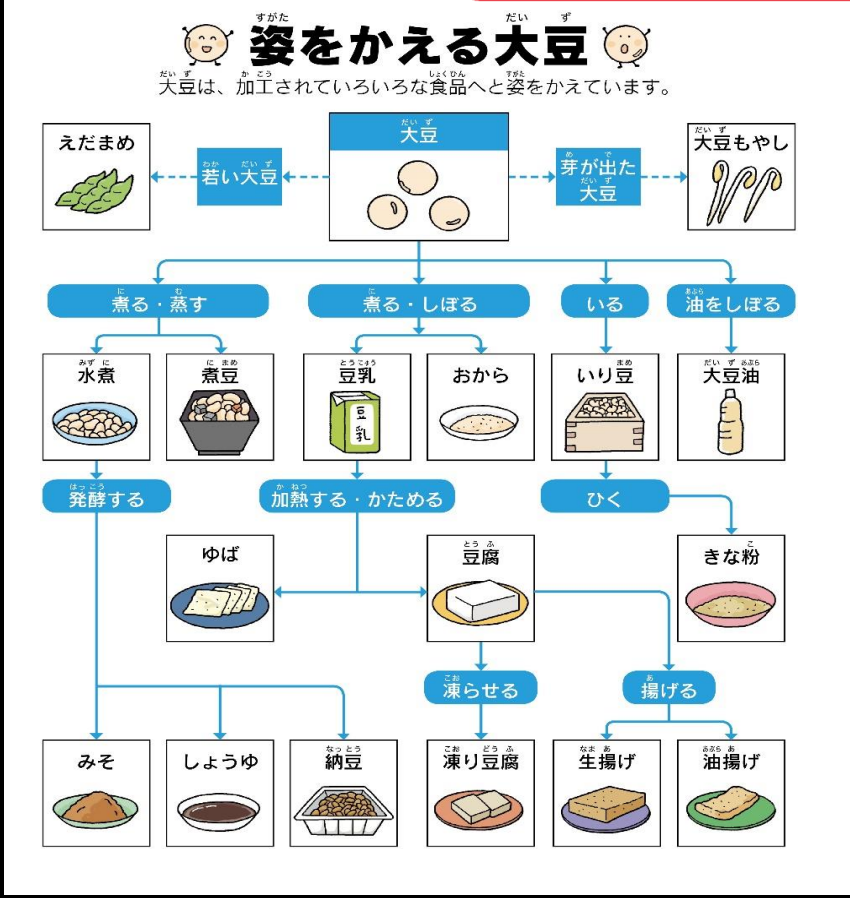 姿をかえる大豆
大豆は、加工されていろいろな食品へと姿をかえています。
大豆
えだまめ
若い大豆
芽が出た
大豆
大豆もやし
煮る・蒸す
煮る・しぼる
いる
油をしぼる
水煮
煮豆
豆乳
豆乳
おから
いり豆
大豆油
発酵する
加熱する・かためる
ひく
ゆば
豆腐
きな粉
凍らせる
揚げる
みそ
しょうゆ
納豆
凍り豆腐
生揚げ
油揚げ